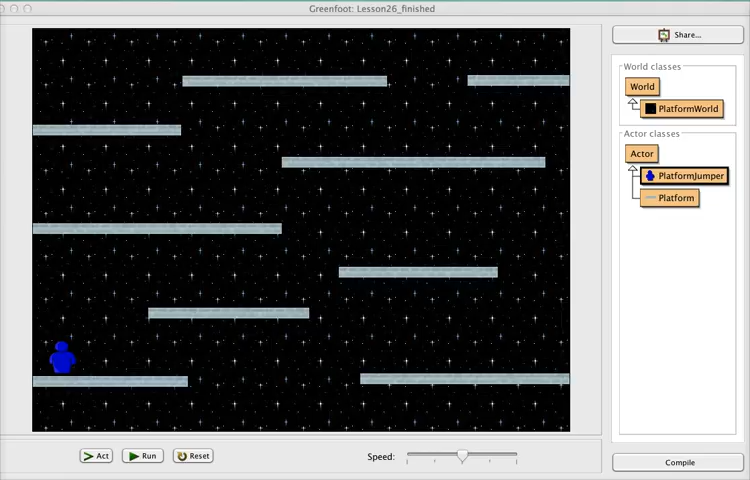 Greenfoot: Lesson26_finished
Share...
World classes
World
PlatformWorld
Actor classes
Actor
PlatformJumper
Platform
Act
Run
Reset
Speed:
Compile